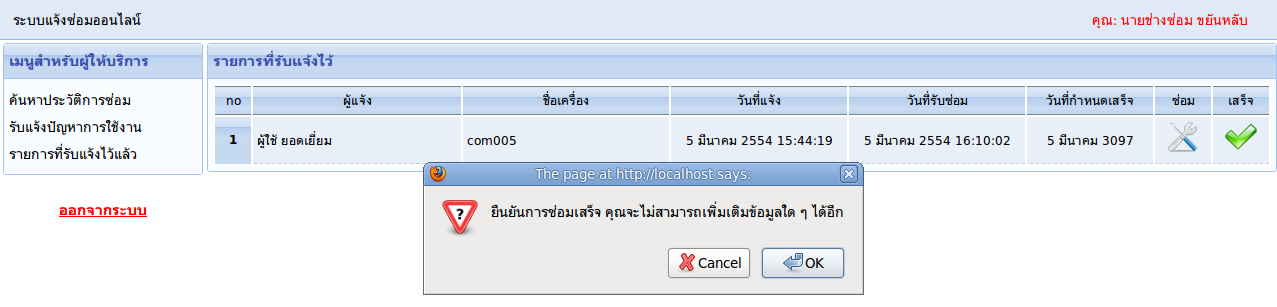 ระบบแจ้งซ่อมออนไลน์ คุณ: นายช่างซ่อม ขยันหลับ
เมนูสำหรับผู้ให้บริการ
ค้นหาประวัติการซ่อม
รับแจ้งปัญหาการใช้งาน
รายการที่รับแจ้งไว้แล้ว
ออกจากระบบ
รายการที่รับแจ้งไว้
no ผู้แจ้ง ชื่อเครื่อง วันที่แจ้ง วันที่รับซ่อม วันที่กำหนดเสร็จ ซ่อม เสร็จ
1 ผู้ใช้ ยอดเยี่ยม com005 5 มีนาคม 2554 15:44:19 5 มีนาคม 2554 16:10:02 5 มีนาคม 3097
The page at http://localhost says:
ยืนยันการซ่อมเสร็จ คุณจะไม่สามารถเพิ่มเติมข้อมูลใด ๆ ได้อีก
Cancel OK